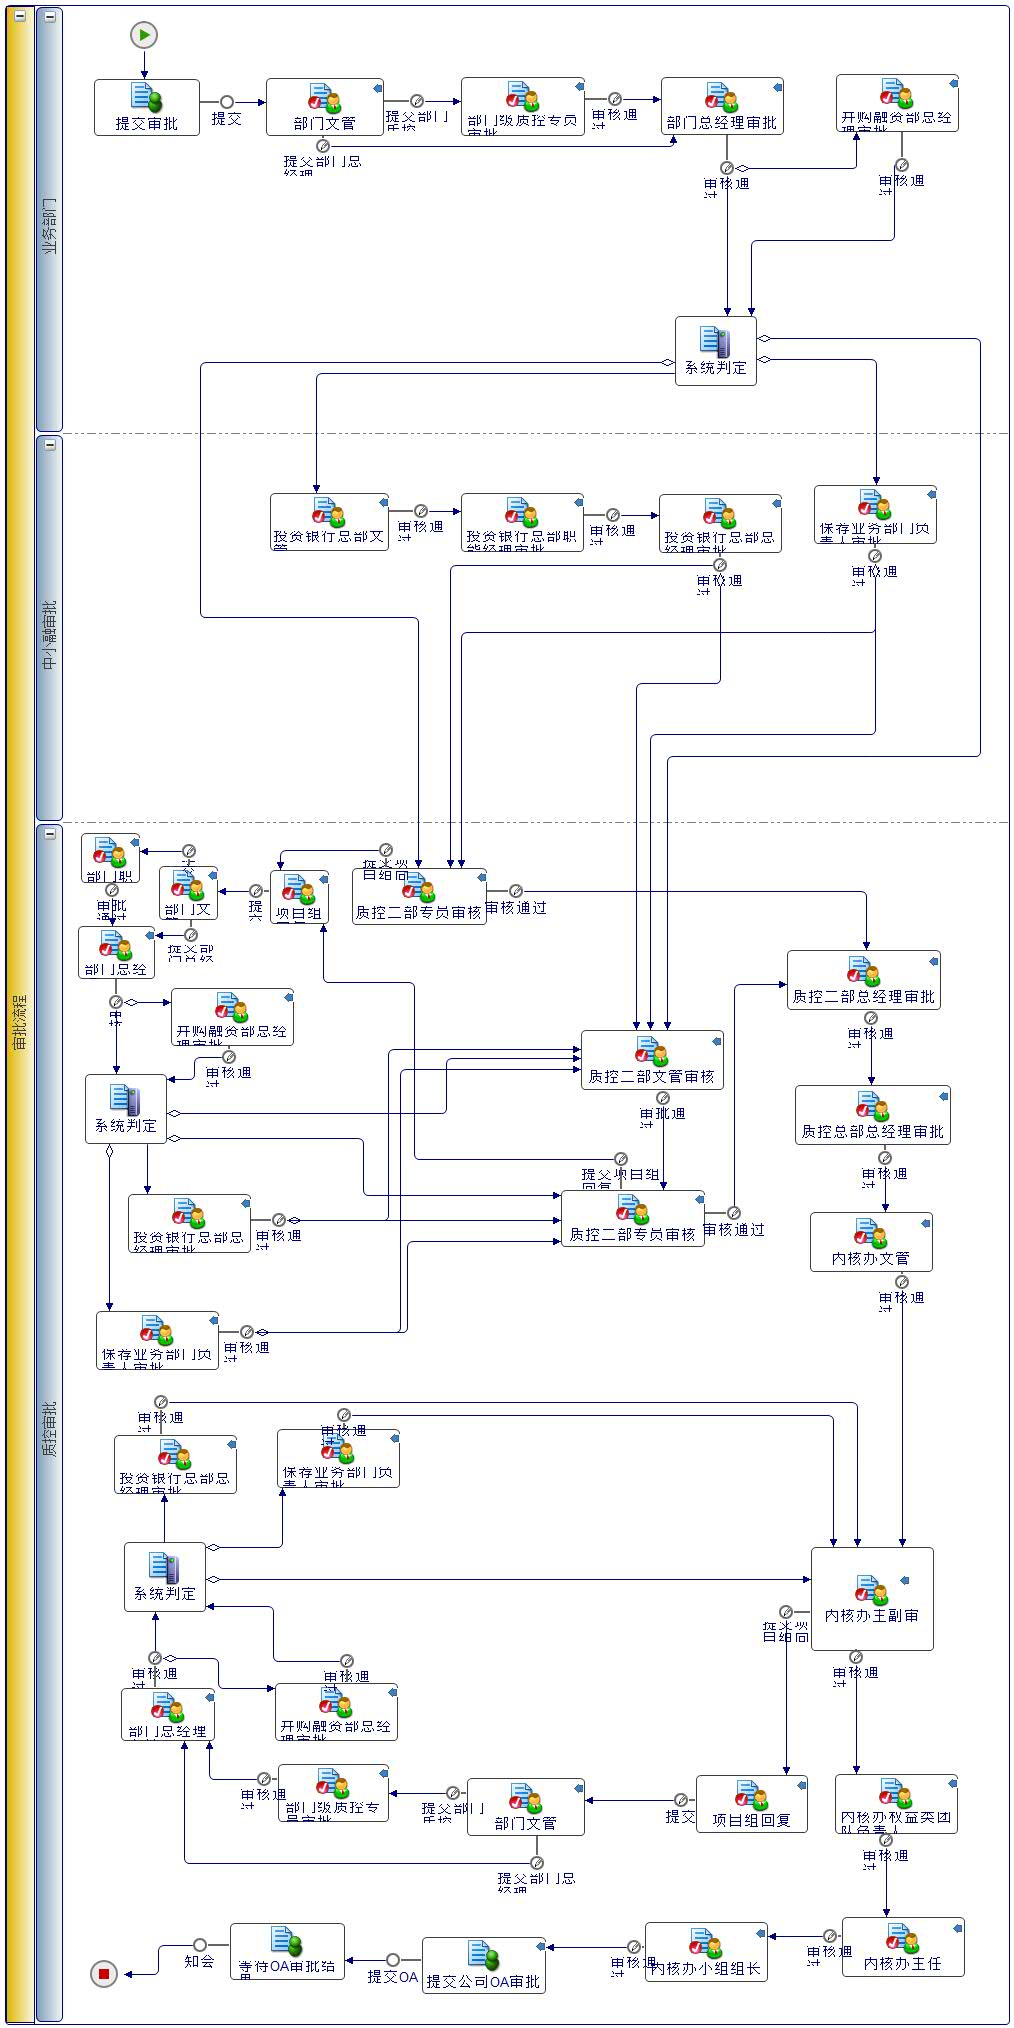 审批流程
业务部门
提交审批
提交
部门文管
提交部门
质控
部门级质控专员
审批
审核通
过
部门总经理审批
并购融资部总经
理审批
提交部门总
经理
审核通
过
审核通
过
系统判定
中小融审批
投资银行总部文
管
审核通
过
投资银行总部职
能经理审批
审核通
过
投资银行总部总
经理审批
保荐业务部门负
责人审批
审核通
过
审核通
过
质控审批
部门职
部门文
提
交
项目组
提交项
目组回
质控二部专员审核
审核通过
审批
通过
提交部
门总经
部门总经
质控二部总经理审批
并购融资部总经
理审批
审核通
过
审核通
过
质控二部文管审核
系统判定
审批通
过
质控总部总经理审批
提交项目组
回复
审核通
过
投资银行总部总
经理审批
审核通
过
质控二部专员审核
审核通过
内核办文管
审核通
过
保荐业务部门负
责人审批
审核通
过
审核通
过
审核通
过
投资银行总部总
经理审批
保荐业务部门负
责人审批
系统判定
内核办主副审
提交项
目组回
审核通
过
审核通
过
审核通
过
部门总经理
并购融资部总经
理审批
审核通
过
部门级质控专
员审批
提交部门
质控
部门文管
提交
项目组回复
内核办权益类团
队负责人
审核通
过
提交部门总
经理
知会
等待OA审批结
果
提交OA
提交公司OA审批
审核通
过
内核办小组组长
审核通
过
内核办主任